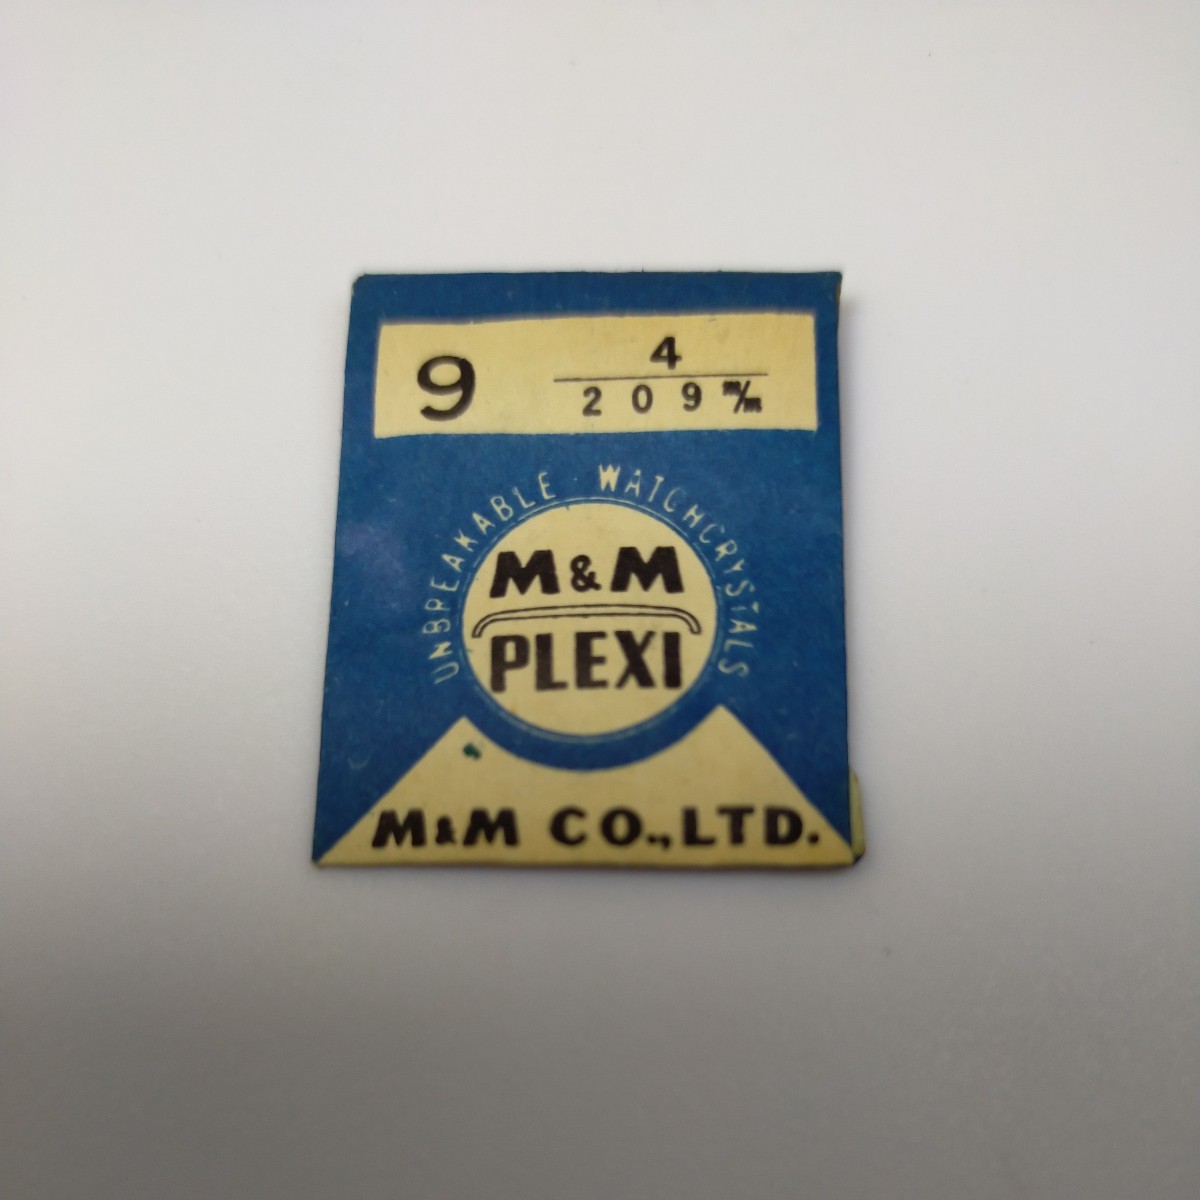 9 4
209 m/m
UNBREAKABLE WATCHCRYSTALS
M&M
PLEXI
M&M CO.,LTD.